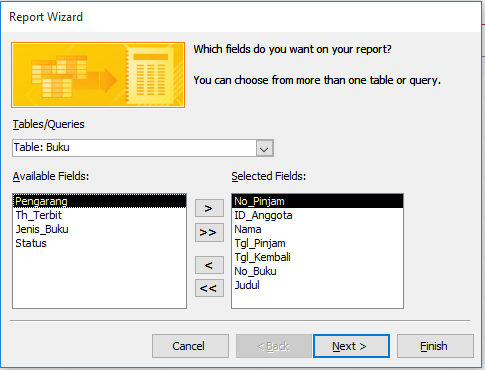 Report Wizard
Which fields do you want on your report?
You can choose from more than one table or query.
Tables/Queries
Table: Buku
Available Fields:
Pengarang
Th_Terbit
Jenis_Buku
Status
>
>>
<
<<
Selected Fields:
No_Pinjam
ID_Anggota
Nama
Tgl_Pinjam
Tgl_Kembali
No_Buku
Judul
Cancel
< Back
Next >
Finish